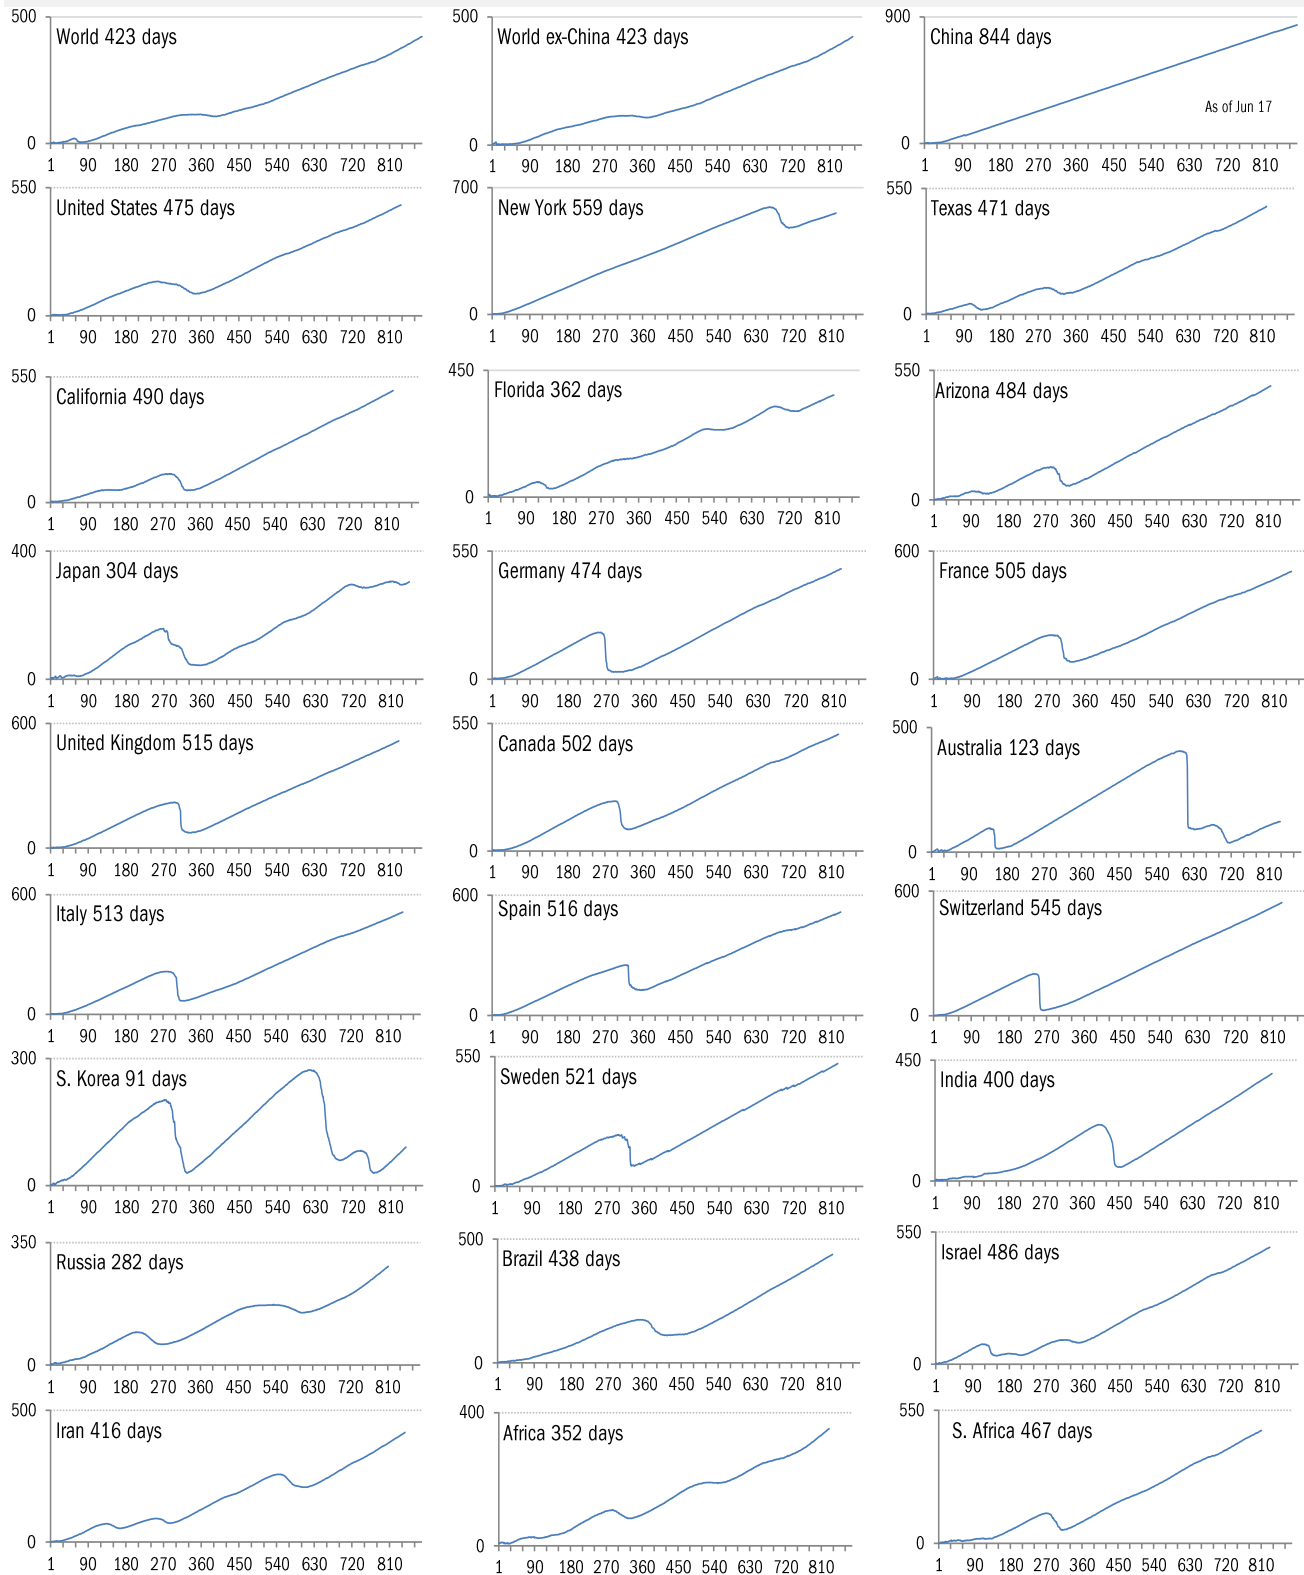 500
World 423 days
0
1 90 180 270 360 450 540 630 720 810
500
World ex-China 423 days
0
1 90 180 270 360 450 540 630 720 810
900
China 844 days
As of Jun 17
0
1 90 180 270 360 450 540 630 720 810
550
United States 475 days
0
1 90 180 270 360 450 540 630 720 810
700
New York 559 days
0
1 90 180 270 360 450 540 630 720 810
550
Texas 471 days
0
1 90 180 270 360 450 540 630 720 810
550
California 490 days
0
1 90 180 270 360 450 540 630 720 810
450
Florida 362 days
0
1 90 180 270 360 450 540 630 720 810
550
Arizona 484 days
0
1 90 180 270 360 450 540 630 720 810
400
Japan 304 days
0
1 90 180 270 360 450 540 630 720 810
550
Germany 474 days
0
1 90 180 270 360 450 540 630 720 810
600
France 505 days
0
1 90 180 270 360 450 540 630 720 810
600
United Kingdom 515 days
0
1 90 180 270 360 450 540 630 720 810
550
Canada 502 days
0
1 90 180 270 360 450 540 630 720 810
500
Australia 123 days
0
1 90 180 270 360 450 540 630 720 810
600
Italy 513 days
0
1 90 180 270 360 450 540 630 720 810
600
Spain 516 days
0
1 90 180 270 360 450 540 630 720 810
600
Switzerland 545 days
0
1 90 180 270 360 450 540 630 720 810
300
S. Korea 91 days
0
1 90 180 270 360 450 540 630 720 810
550
Sweden 521 days
0
1 90 180 270 360 450 540 630 720 810
450
India 400 days
0
1 90 180 270 360 450 540 630 720 810
350
Russia 282 days
0
1 90 180 270 360 450 540 630 720 810
500
Brazil 438 days
0
1 90 180 270 360 450 540 630 720 810
550
Israel 486 days
0
1 90 180 270 360 450 540 630 720 810
500
Iran 416 days
0
1 90 180 270 360 450 540 630 720 810
400
Africa 352 days
0
1 90 180 270 360 450 540 630 720 810
550
S. Africa 467 days
0
1 90 180 270 360 450 540 630 720 810